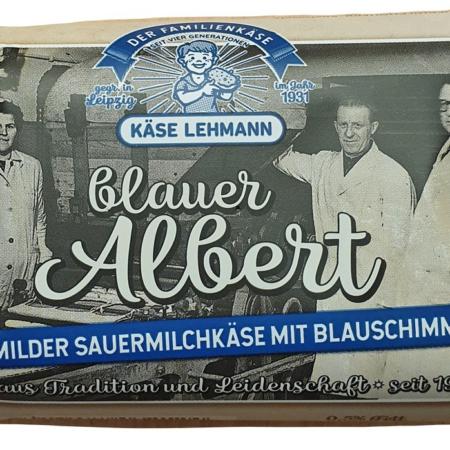 DER FAMILIENKÄSE
SEIT VIER GENERATIONEN
gegr. in Leipzig
im Jahr 1931
KÄSE LEHMANN
blauer
Albert
MILDER SAUERMILCHKÄSE MIT BLAUSCHIMM
aus Tradition und Leidenschaft * seit 19